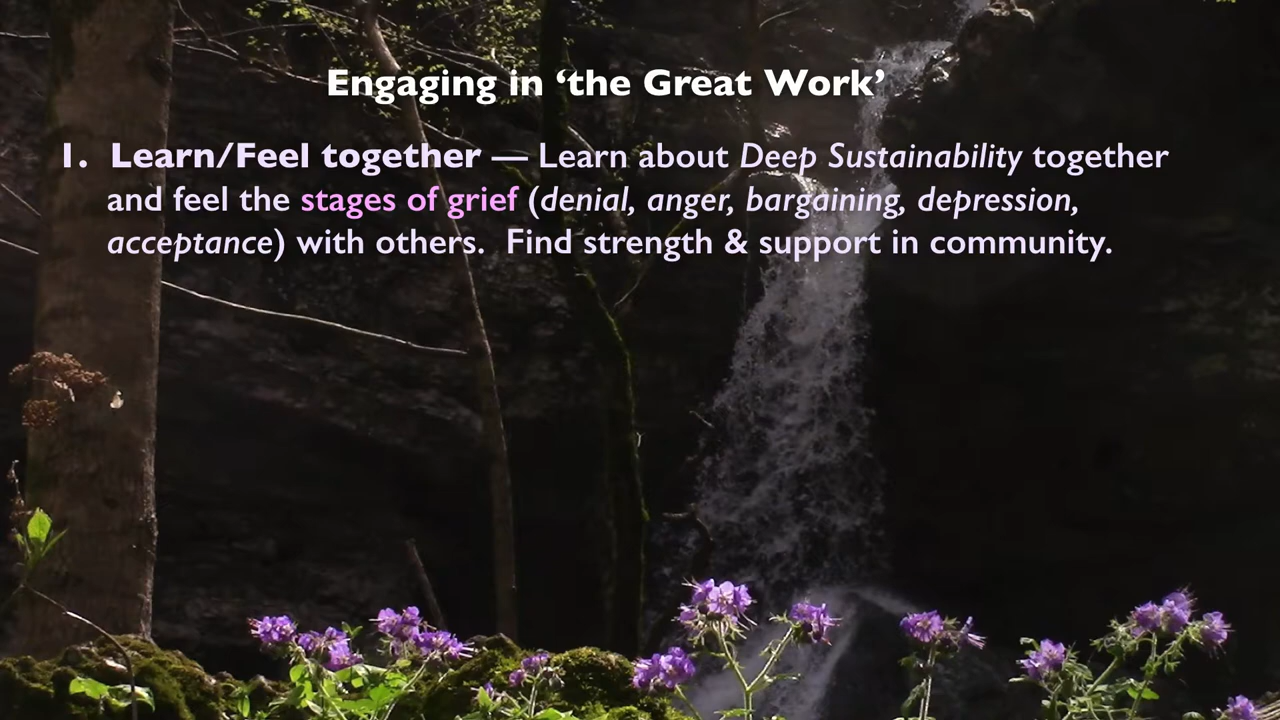 Engaging in ‘the Great Work’
1. Learn/Feel together — Learn about Deep Sustainability together
and feel the stages of grief (denial, anger, bargaining, depression,
acceptance) with others. Find strength & support in community.